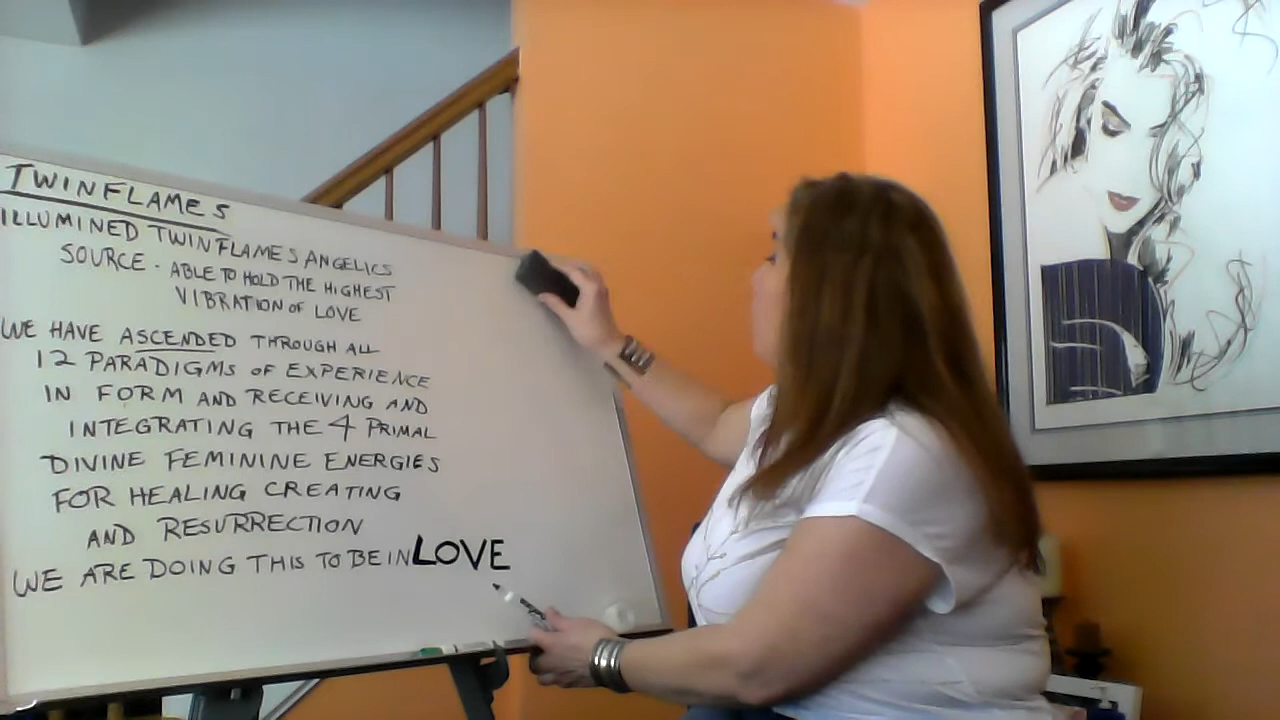 TWINFLAMES
ILLUMINED TWINFLAMES ANGELICS
SOURCE - ABLE TO HOLD THE HIGHEST
VIBRATION OF LOVE
WE HAVE ASCENDED THROUGH ALL
12 PARADIGMS OF EXPERIENCE
IN FORM AND RECEIVING AND
INTEGRATING THE 4 PRIMAL
DIVINE FEMININE ENERGIES
FOR HEALING CREATING
AND RESURRECTION
WE ARE DOING THIS TO BE IN LOVE